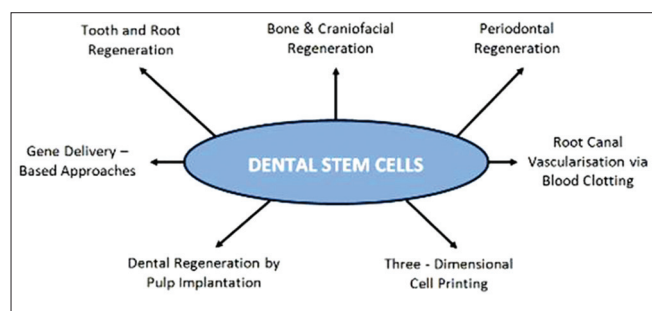 Tooth and Root
Regeneration
Bone & Craniofacial
Regeneration
Periodontal
Regeneration
Gene Delivery –
Based Approaches
DENTAL STEM CELLS
Root Canal
Vascularisation via
Blood Clotting
Dental Regeneration by
Pulp Implantation
Three - Dimensional
Cell Printing